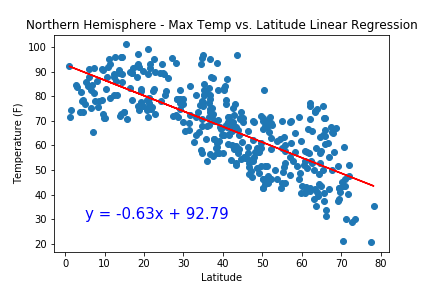 Northern Hemisphere - Max Temp vs. Latitude Linear Regression
100
90
80
70
60
50
40
30
20
Temperature (F)
y = -0.63x + 92.79
0 10 20 30 40 50 60 70 80
Latitude